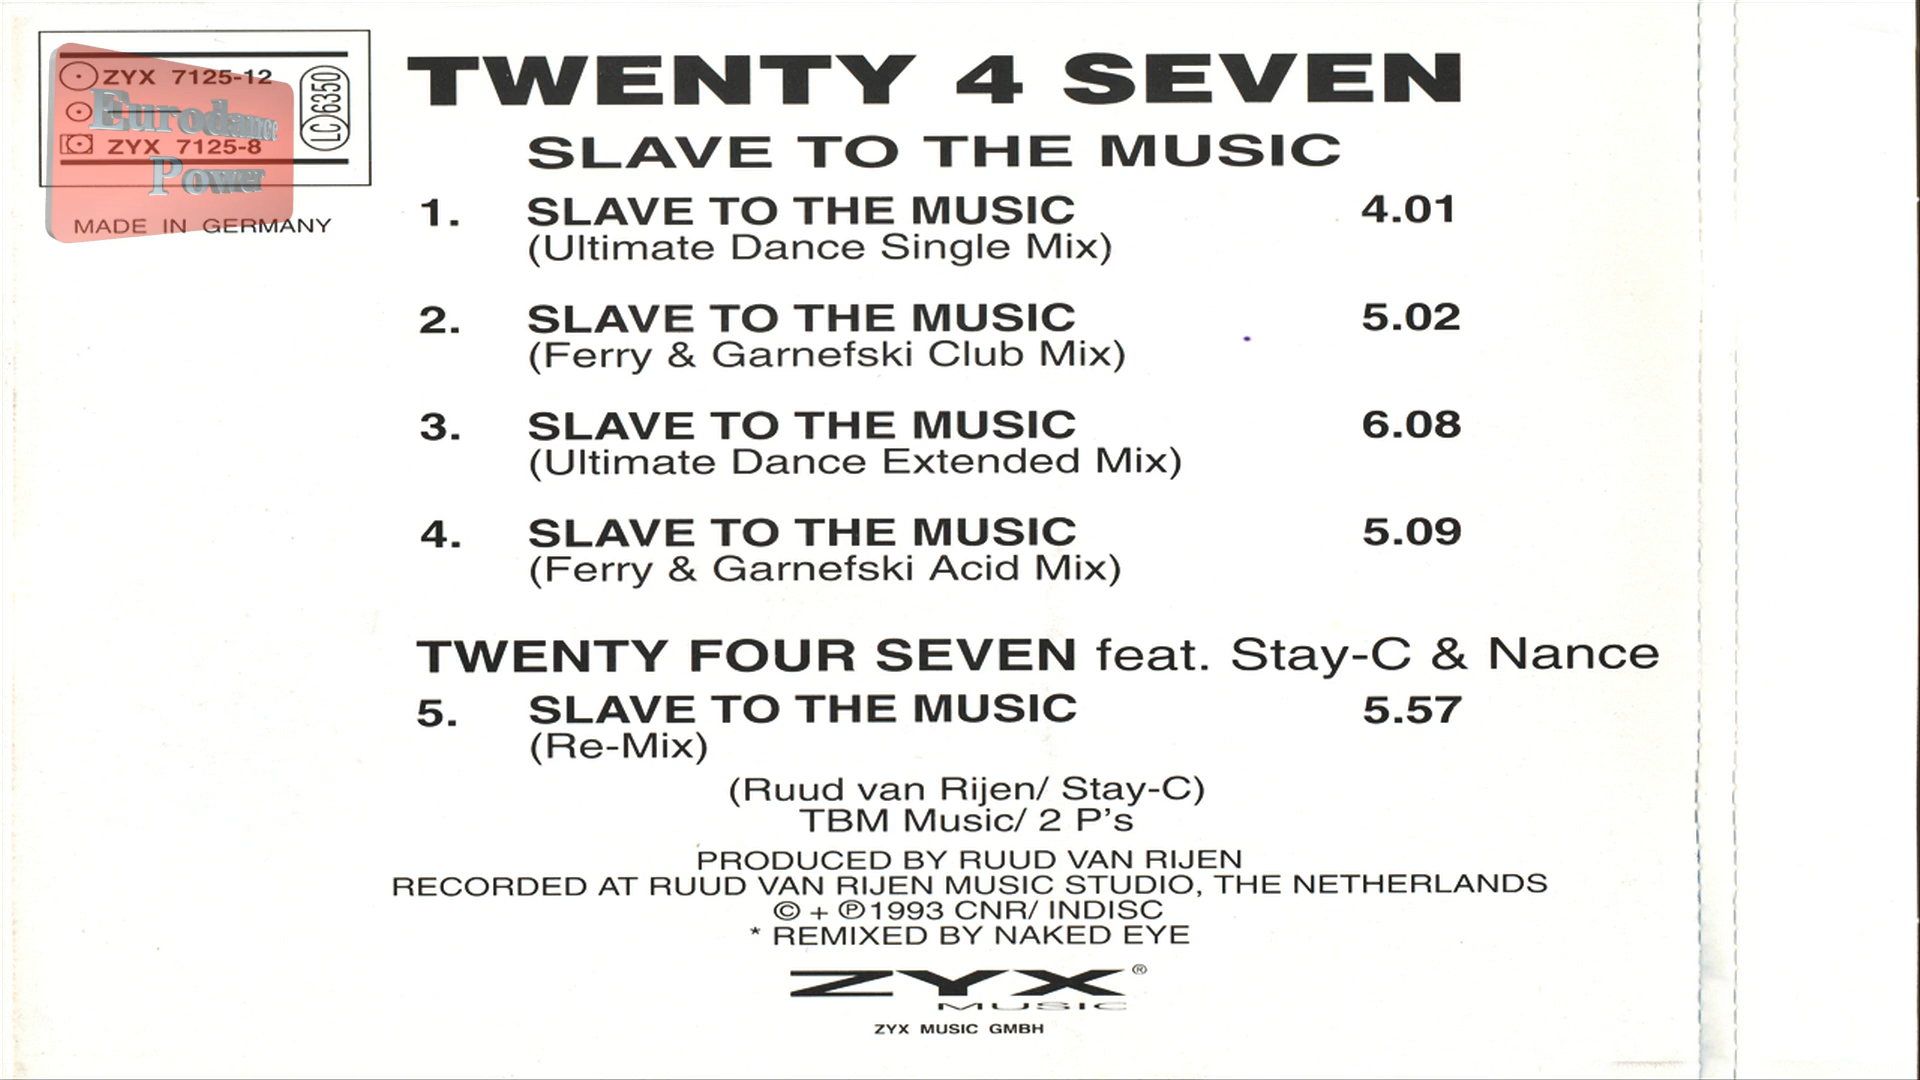 ZYX 7125-12
ZYX 7125-8
LC 6350
Eurodance
Power
MADE IN GERMANY
TWENTY 4 SEVEN
SLAVE TO THE MUSIC
1. SLAVE TO THE MUSIC 4.01
(Ultimate Dance Single Mix)
2. SLAVE TO THE MUSIC 5.02
(Ferry & Garnefski Club Mix)
3. SLAVE TO THE MUSIC 6.08
(Ultimate Dance Extended Mix)
4. SLAVE TO THE MUSIC 5.09
(Ferry & Garnefski Acid Mix)
TWENTY FOUR SEVEN feat. Stay-C & Nance
5. SLAVE TO THE MUSIC 5.57
(Re-Mix)
(Ruud van Rijen/ Stay-C)
TBM Music/ 2 P's
PRODUCED BY RUUD VAN RIJEN
RECORDED AT RUUD VAN RIJEN MUSIC STUDIO, THE NETHERLANDS
© + ℗ 1993 CNR/ INDISC
* REMIXED BY NAKED EYE
ZYX ®
MUSIC
ZYX MUSIC GMBH